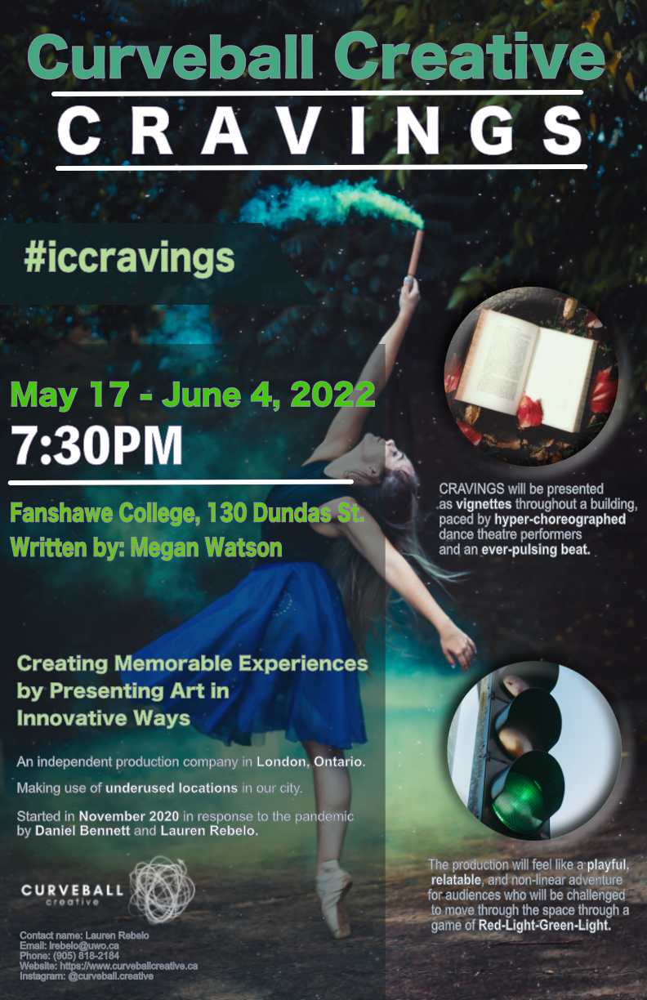 Curveball Creative
CRAVINGS
#iccravings
May 17 - June 4, 2022
7:30PM
Fanshawe College, 130 Dundas St.
Written by: Megan Watson
CRAVINGS will be presented
.as vignettes throughout a building,
paced by hyper-choreographed
dance theatre performers
and an ever-pulsing beat.
Creating Memorable Experiences
by Presenting Art in
Innovative Ways
An independent production company in London, Ontario.
Making use of underused locations in our city.
Started in November 2020 in response to the pandemic
by Daniel Bennett and Lauren Rebelo.
The production will feel like a playful,
relatable, and non-linear adventure
for audiences who will be challenged
to move through the space through a
game of Red-Light-Green-Light.
CURVEBALL
creative
Contact name: Lauren Rebelo
Email: lrebelo@uwo.ca
Phone: (905) 818-2184
Website: https://www.curveballcreative.ca
Instagram: @curveball.creative